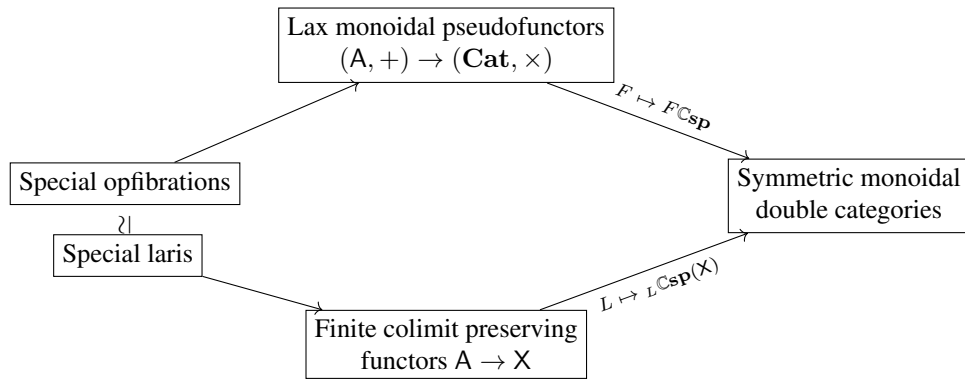 Lax monoidal pseudofunctors
(A, +) → (Cat, ×)
F ↦ Fℂsp
Special opfibrations
≃
Special laris
Symmetric monoidal
double categories
L ↦ Lℂsp(X)
Finite colimit preserving
functors A → X